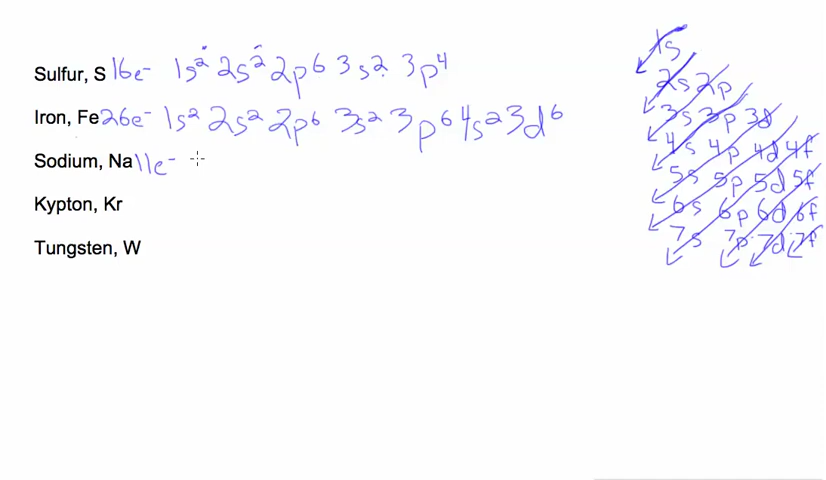 Sulfur, S 16e⁻ 1s² 2s² 2p⁶ 3s² 3p⁴
Iron, Fe 26e⁻ 1s² 2s² 2p⁶ 3s² 3p⁶ 4s² 3d⁶
Sodium, Na 11e⁻
Kypton, Kr
Tungsten, W
1s
2s 2p
3s 3p 3d
4s 4p 4d 4f
5s 5p 5d 5f
6s 6p 6d 6f
7s 7p 7d 7f